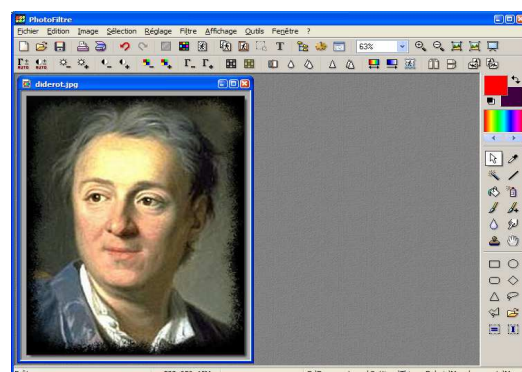 PhotoFiltre
Fichier Edition Image Sélection Réglage Filtre Affichage Outils Fenêtre ?
T 63%
diderot.jpg